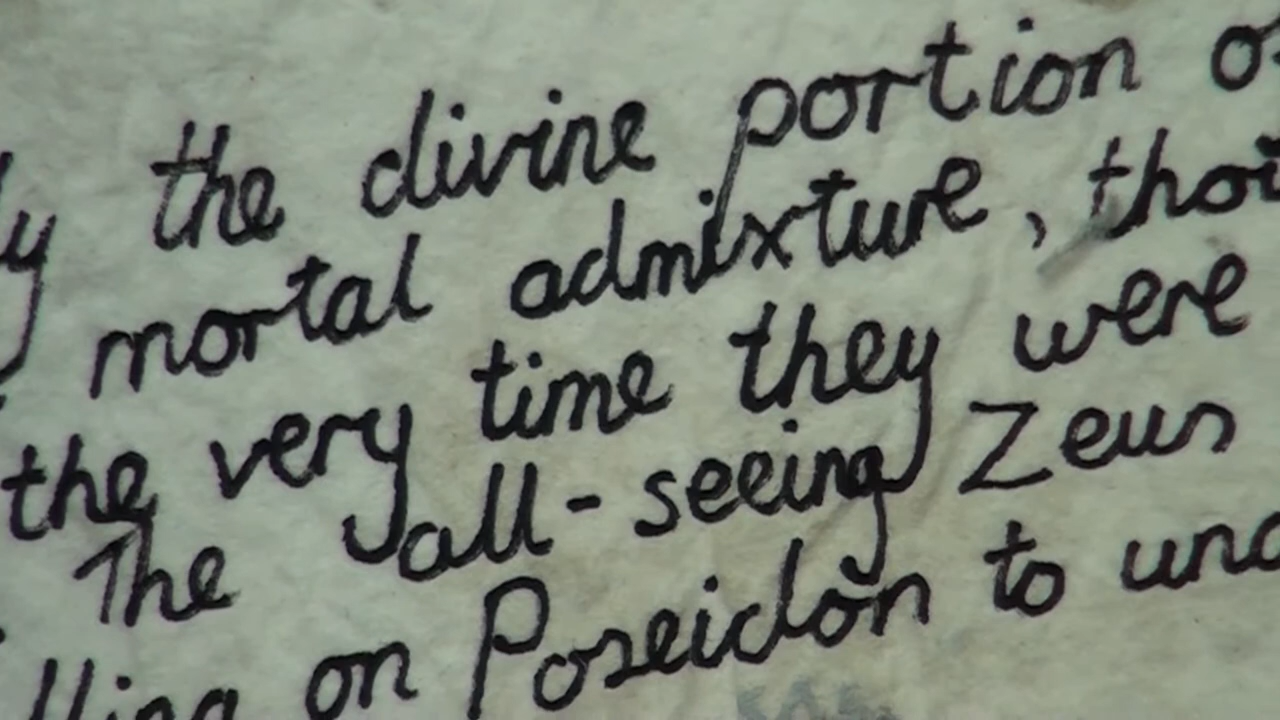 the divine portion
mortal admixture,
the very time they were
The all-seeing Zeus
on Poseidon to